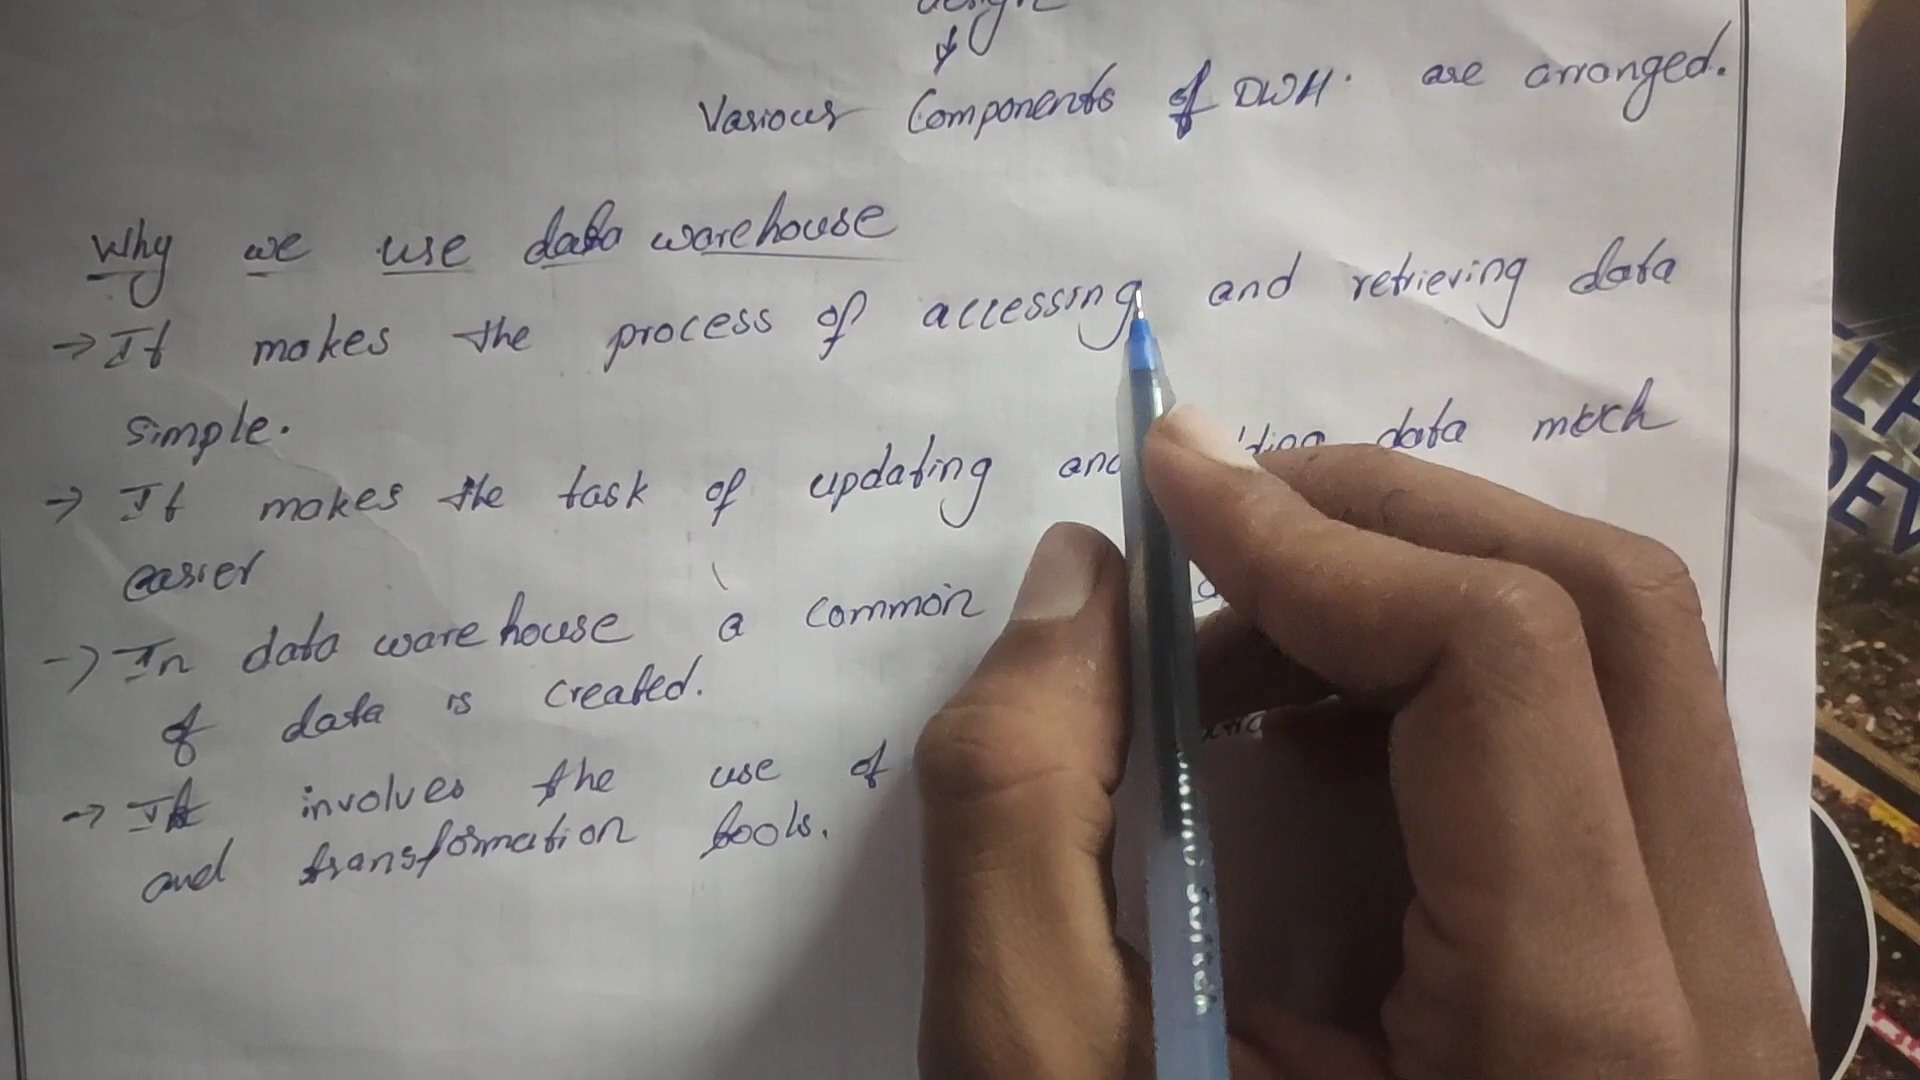 design
Various Components of DWH. are arranged.
Why we use data warehouse
→ It makes the process of accessing and retrieving data
simple.
→ It makes the task of updating and data much
easier
→ In data warehouse a common
of data is created.
→ It involves the use of
and transformation tools.